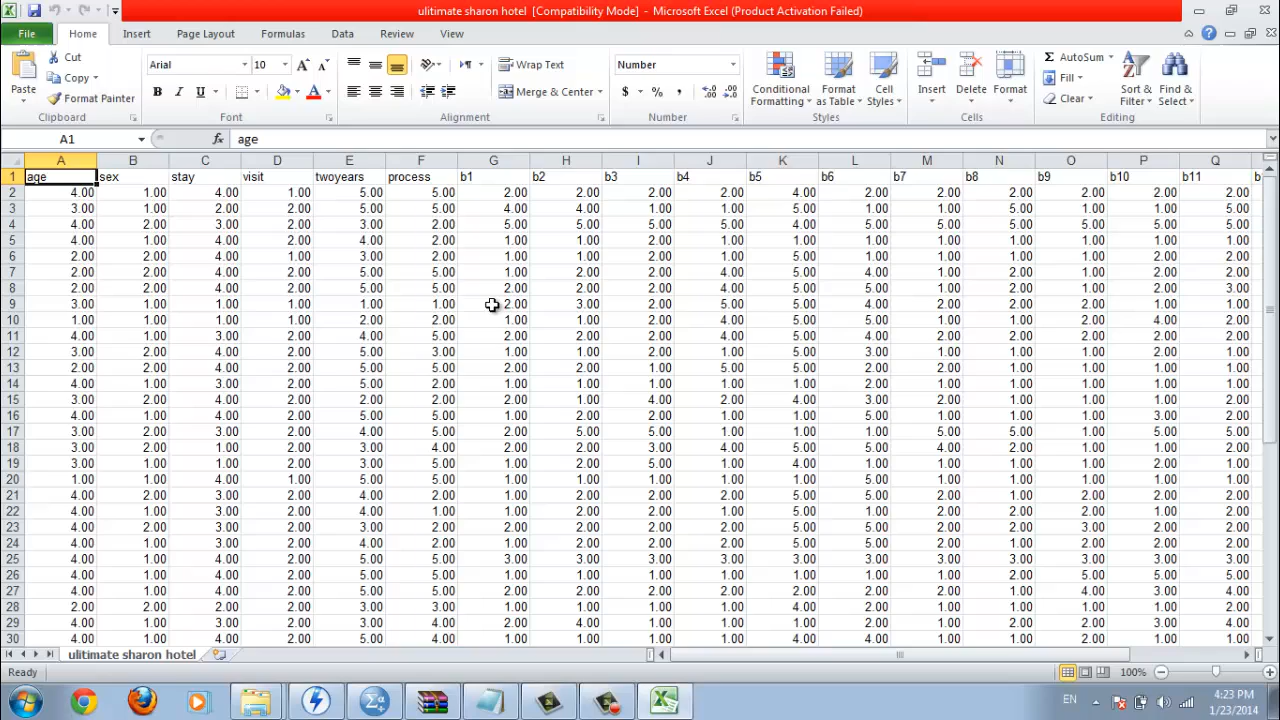 ulitimate sharon hotel [Compatibility Mode] - Microsoft Excel (Product Activation Failed)
File Home Insert Page Layout Formulas Data Review View
Paste Cut Copy Format Painter Clipboard
Arial 10 B I U A Font
Wrap Text Merge & Center Alignment
Number $ % , Number
Conditional Formatting Format as Table Cell Styles Styles
Insert Delete Format Cells
Σ AutoSum Fill Clear Sort & Filter Find & Select Editing
A1 fx age
A B C D E F G H I J K L M N O P Q
1 age sex stay visit twoyears process b1 b2 b3 b4 b5 b6 b7 b8 b9 b10 b11 b
2 4.00 1.00 4.00 1.00 5.00 5.00 2.00 2.00 2.00 2.00 4.00 2.00 2.00 2.00 2.00 2.00 2.00
3 3.00 1.00 2.00 2.00 5.00 5.00 4.00 4.00 1.00 1.00 5.00 1.00 1.00 5.00 1.00 1.00 5.00
4 4.00 2.00 3.00 2.00 3.00 2.00 5.00 5.00 5.00 5.00 4.00 5.00 5.00 5.00 5.00 5.00 5.00
5 4.00 1.00 4.00 2.00 4.00 2.00 1.00 1.00 2.00 1.00 1.00 1.00 1.00 1.00 1.00 1.00 1.00
6 2.00 2.00 4.00 1.00 3.00 2.00 1.00 1.00 2.00 1.00 5.00 1.00 1.00 1.00 1.00 2.00 2.00
7 2.00 2.00 4.00 2.00 5.00 5.00 1.00 2.00 2.00 4.00 5.00 4.00 1.00 2.00 1.00 2.00 1.00
8 2.00 2.00 4.00 2.00 5.00 5.00 2.00 2.00 2.00 4.00 5.00 5.00 1.00 2.00 1.00 2.00 3.00
9 3.00 1.00 1.00 1.00 1.00 1.00 2.00 3.00 2.00 5.00 5.00 4.00 2.00 2.00 2.00 1.00 1.00
10 1.00 1.00 1.00 1.00 2.00 2.00 1.00 1.00 2.00 4.00 5.00 5.00 1.00 1.00 2.00 4.00 2.00
11 4.00 1.00 3.00 2.00 4.00 5.00 2.00 2.00 2.00 4.00 5.00 5.00 2.00 2.00 2.00 2.00 2.00
12 3.00 2.00 4.00 2.00 5.00 3.00 1.00 1.00 2.00 1.00 5.00 3.00 2.00 1.00 1.00 1.00 1.00
13 2.00 2.00 4.00 2.00 5.00 5.00 2.00 2.00 1.00 5.00 5.00 2.00 2.00 1.00 1.00 1.00 1.00
14 4.00 1.00 3.00 2.00 5.00 2.00 1.00 1.00 1.00 1.00 1.00 2.00 1.00 1.00 1.00 1.00 1.00
15 3.00 2.00 4.00 2.00 2.00 2.00 2.00 1.00 4.00 2.00 4.00 3.00 2.00 1.00 1.00 1.00 2.00
16 4.00 1.00 4.00 2.00 5.00 5.00 1.00 2.00 2.00 1.00 1.00 5.00 1.00 1.00 1.00 3.00 2.00
17 3.00 2.00 3.00 2.00 4.00 5.00 2.00 5.00 5.00 1.00 1.00 1.00 5.00 5.00 1.00 5.00 1.00
18 3.00 2.00 1.00 2.00 3.00 4.00 2.00 2.00 3.00 4.00 5.00 5.00 4.00 2.00 1.00 1.00 1.00
19 3.00 1.00 1.00 2.00 3.00 5.00 1.00 2.00 5.00 1.00 4.00 1.00 1.00 1.00 1.00 2.00 1.00
20 1.00 4.00 1.00 2.00 5.00 5.00 1.00 1.00 1.00 1.00 1.00 1.00 1.00 1.00 1.00 1.00 1.00
21 4.00 2.00 3.00 2.00 4.00 2.00 1.00 1.00 2.00 2.00 5.00 5.00 2.00 1.00 2.00 2.00 2.00
22 4.00 1.00 3.00 2.00 4.00 1.00 1.00 1.00 2.00 2.00 5.00 1.00 2.00 1.00 1.00 2.00 2.00
23 4.00 2.00 3.00 2.00 3.00 2.00 2.00 2.00 2.00 2.00 5.00 5.00 2.00 2.00 3.00 2.00 2.00
24 4.00 1.00 3.00 2.00 4.00 2.00 1.00 2.00 2.00 2.00 5.00 5.00 2.00 1.00 2.00 2.00 1.00
25 4.00 1.00 4.00 2.00 5.00 5.00 3.00 3.00 3.00 3.00 3.00 3.00 3.00 3.00 3.00 3.00 3.00
26 4.00 1.00 4.00 2.00 5.00 5.00 1.00 1.00 1.00 1.00 1.00 1.00 1.00 2.00 5.00 5.00 5.00
27 4.00 1.00 4.00 2.00 5.00 5.00 2.00 2.00 2.00 2.00 1.00 2.00 2.00 1.00 4.00 3.00 4.00
28 2.00 2.00 2.00 2.00 3.00 3.00 1.00 1.00 1.00 1.00 4.00 2.00 1.00 1.00 1.00 1.00 2.00
29 4.00 1.00 3.00 2.00 3.00 4.00 2.00 4.00 1.00 1.00 1.00 2.00 1.00 2.00 2.00 3.00 4.00
30 4.00 1.00 4.00 2.00 5.00 4.00 1.00 1.00 1.00 1.00 4.00 4.00 1.00 1.00 1.00 1.00 1.00
ulitimate sharon hotel
Ready 100%
EN 4:23 PM
1/23/2014